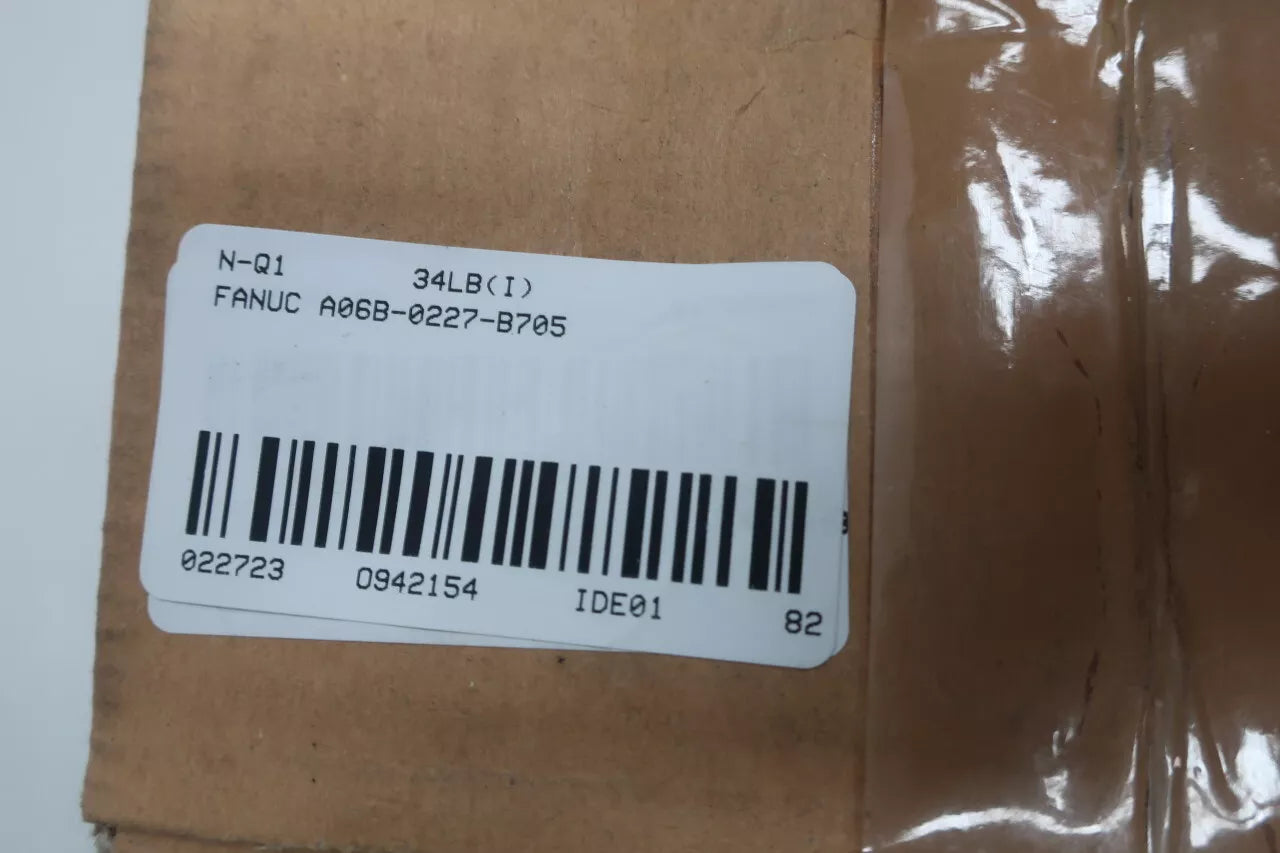 N-Q1 34LB(I)
FANUC A06B-0227-B705
022723 0942154 IDE01 82